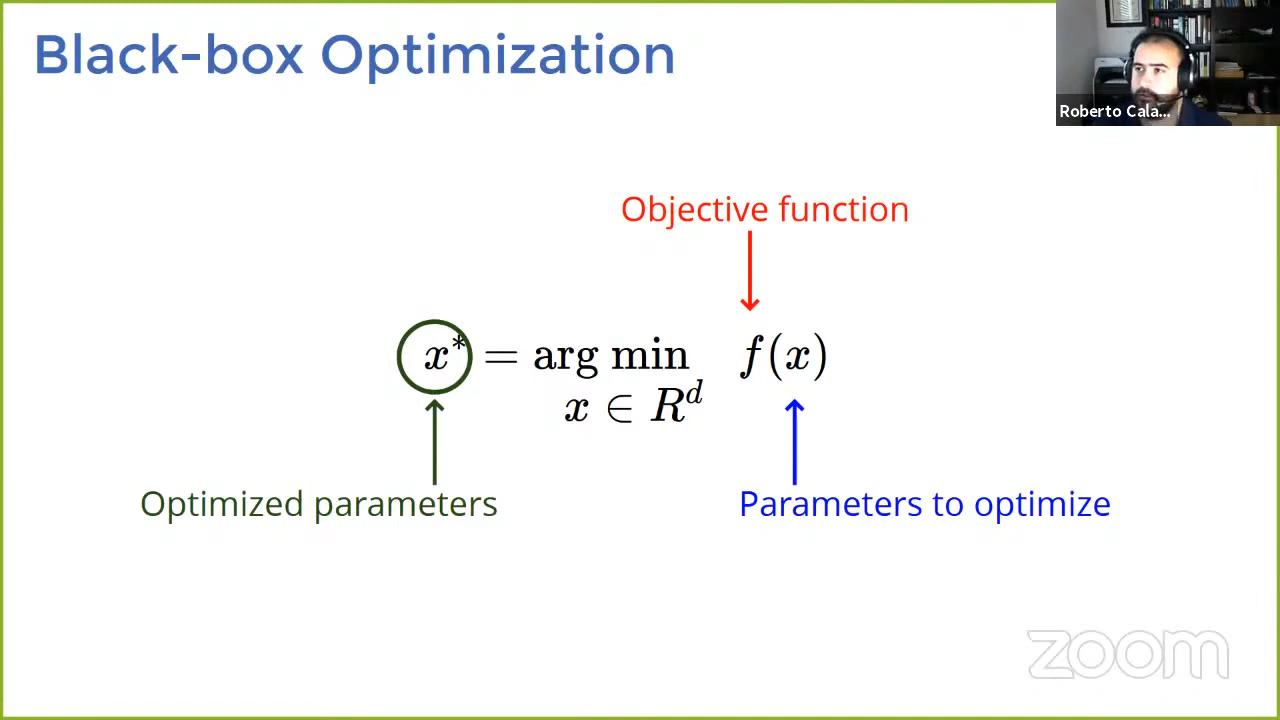 Black-box Optimization
Roberto Cala...
Objective function
x* = arg min f(x)
x ∈ R^d
Optimized parameters
Parameters to optimize
zoom